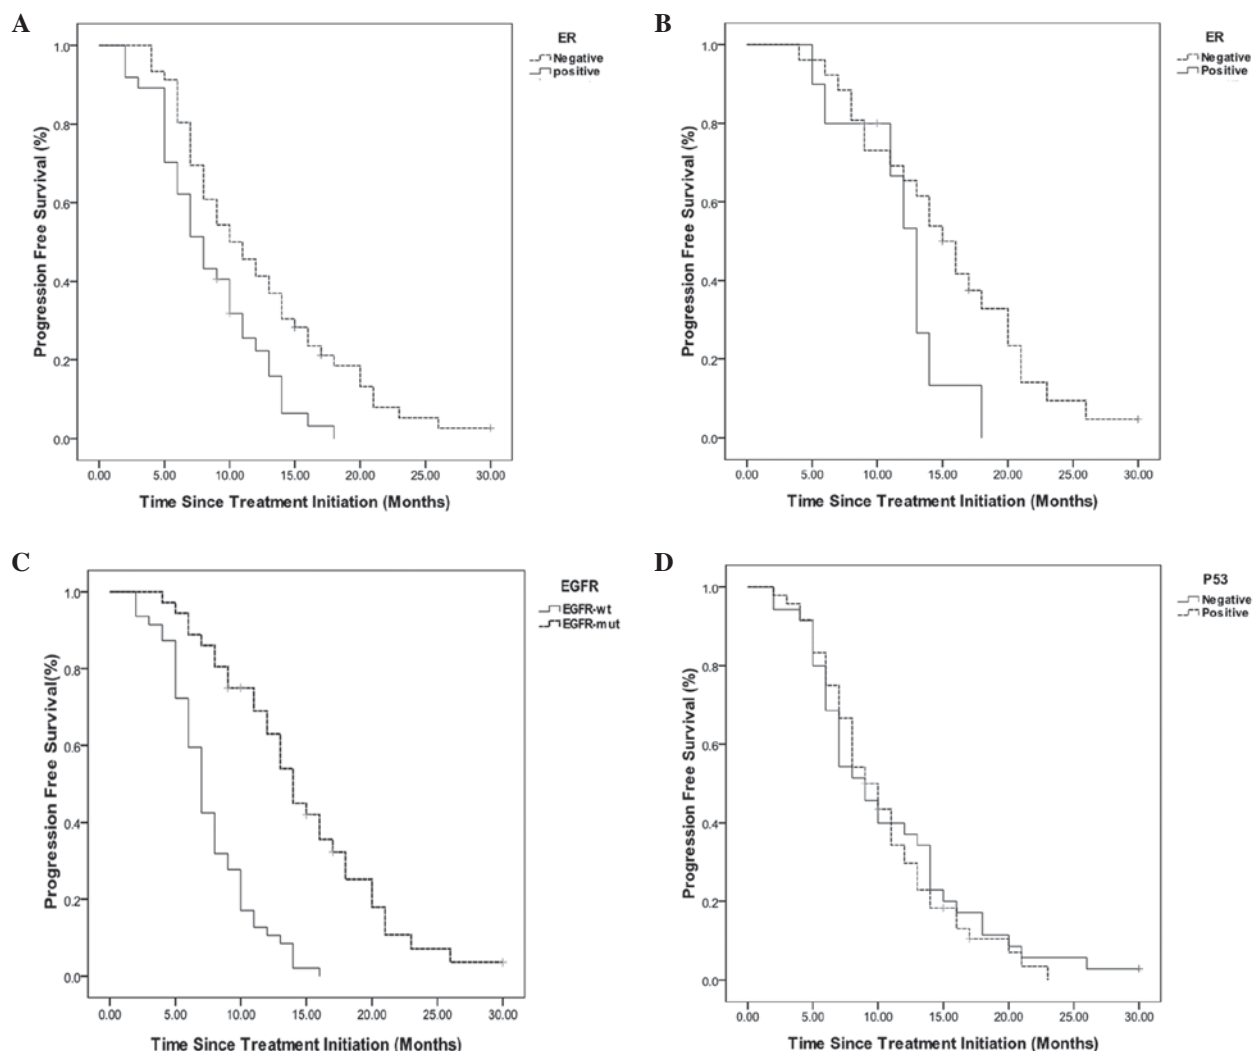 A
ER
Negative
positive
1.0
0.8
0.6
0.4
0.2
0.0
Progression Free Survival (%)
0.00 5.00 10.00 15.00 20.00 25.00 30.00
Time Since Treatment Initiation (Months)
B
ER
Negative
Positive
1.0
0.8
0.6
0.4
0.2
0.0
Progression Free Survival (%)
0.00 5.00 10.00 15.00 20.00 25.00 30.00
Time Since Treatment Initiation (Months)
C
EGFR
EGFR-wt
EGFR-mut
1.0
0.8
0.6
0.4
0.2
0.0
Progression Free Survival(%)
0.00 5.00 10.00 15.00 20.00 25.00 30.00
Time Since Treatment Initiation (Months)
D
P53
Negative
Positive
1.0
0.8
0.6
0.4
0.2
0.0
Progression Free Survival (%)
0.00 5.00 10.00 15.00 20.00 25.00 30.00
Time Since Treatment Initiation (Months)